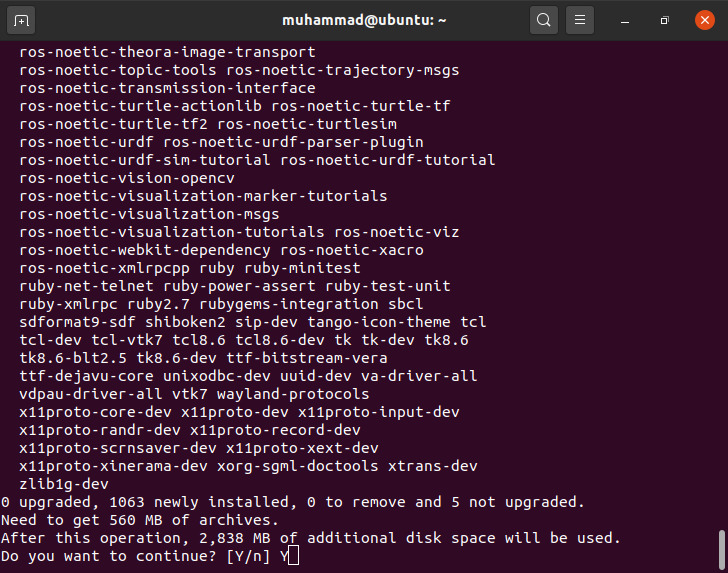 muhammad@ubuntu: ~
ros-noetic-theora-image-transport
ros-noetic-topic-tools ros-noetic-trajectory-msgs
ros-noetic-transmission-interface
ros-noetic-turtle-actionlib ros-noetic-turtle-tf
ros-noetic-turtle-tf2 ros-noetic-turtlesim
ros-noetic-urdf ros-noetic-urdf-parser-plugin
ros-noetic-urdf-sim-tutorial ros-noetic-urdf-tutorial
ros-noetic-vision-opencv
ros-noetic-visualization-marker-tutorials
ros-noetic-visualization-msgs
ros-noetic-visualization-tutorials ros-noetic-viz
ros-noetic-webkit-dependency ros-noetic-xacro
ros-noetic-xmlrpcpp ruby ruby-minitest
ruby-net-telnet ruby-power-assert ruby-test-unit
ruby-xmlrpc ruby2.7 rubygems-integration sbcl
sdformat9-sdf shiboken2 sip-dev tango-icon-theme tcl
tcl-dev tcl-vtk7 tcl8.6 tcl8.6-dev tk tk-dev tk8.6
tk8.6-blt2.5 tk8.6-dev ttf-bitstream-vera
ttf-dejavu-core unixodbc-dev uuid-dev va-driver-all
vdpau-driver-all vtk7 wayland-protocols
x11proto-core-dev x11proto-dev x11proto-input-dev
x11proto-randr-dev x11proto-record-dev
x11proto-scrnsaver-dev x11proto-xext-dev
x11proto-xinerama-dev xorg-sgml-doctools xtrans-dev
zlib1g-dev
0 upgraded, 1063 newly installed, 0 to remove and 5 not upgraded.
Need to get 560 MB of archives.
After this operation, 2,838 MB of additional disk space will be used.
Do you want to continue? [Y/n] Y